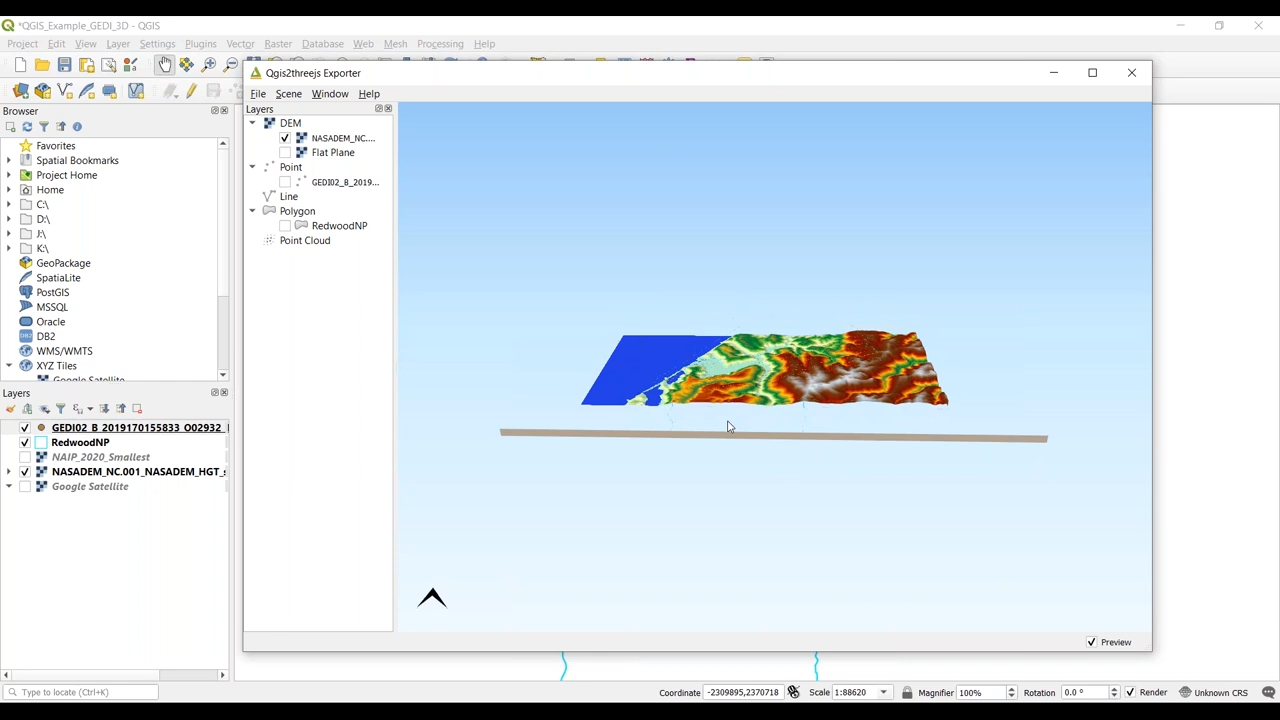 *QGIS_Example_GEDI_3D - QGIS
Project Edit View Layer Settings Plugins Vector Raster Database Web Mesh Processing Help
Qgis2threejs Exporter
File Scene Window Help
Browser
Favorites
Spatial Bookmarks
Project Home
Home
C:\
D:\
J:\
K:\
GeoPackage
SpatiaLite
PostGIS
MSSQL
Oracle
DB2
WMS/WMTS
XYZ Tiles
Google Satellite
Layers
GEDI02_B_2019170155833_O02932_
RedwoodNP
NAIP_2020_Smallest
NASADEM_NC.001_NASADEM_HGT_s
Google Satellite
Layers
DEM
NASADEM_NC....
Flat Plane
Point
GEDI02_B_2019...
Line
Polygon
RedwoodNP
Point Cloud
Preview
Type to locate (Ctrl+K)
Coordinate -2309895,2370718 Scale 1:88620 Magnifier 100% Rotation 0.0 ° Render Unknown CRS